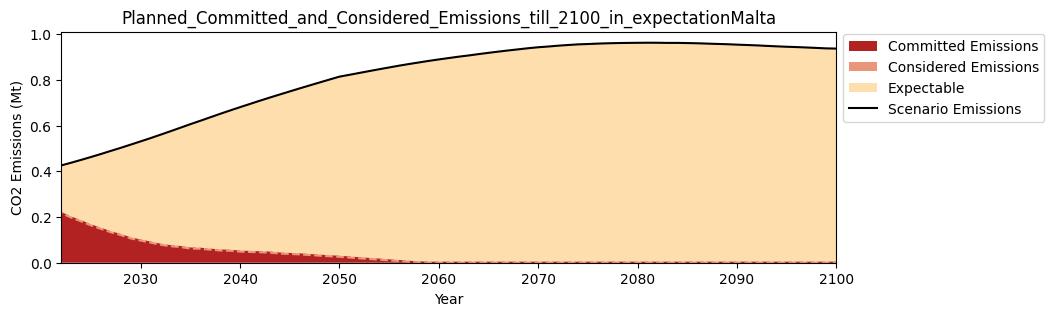 Planned_Committed_and_Considered_Emissions_till_2100_in_expectationMalta
1.0
0.8
0.6
0.4
0.2
0.0
CO2 Emissions (Mt)
2030
2040
2050
2060
2070
2080
2090
2100
Year
Committed Emissions
Considered Emissions
Expectable
Scenario Emissions